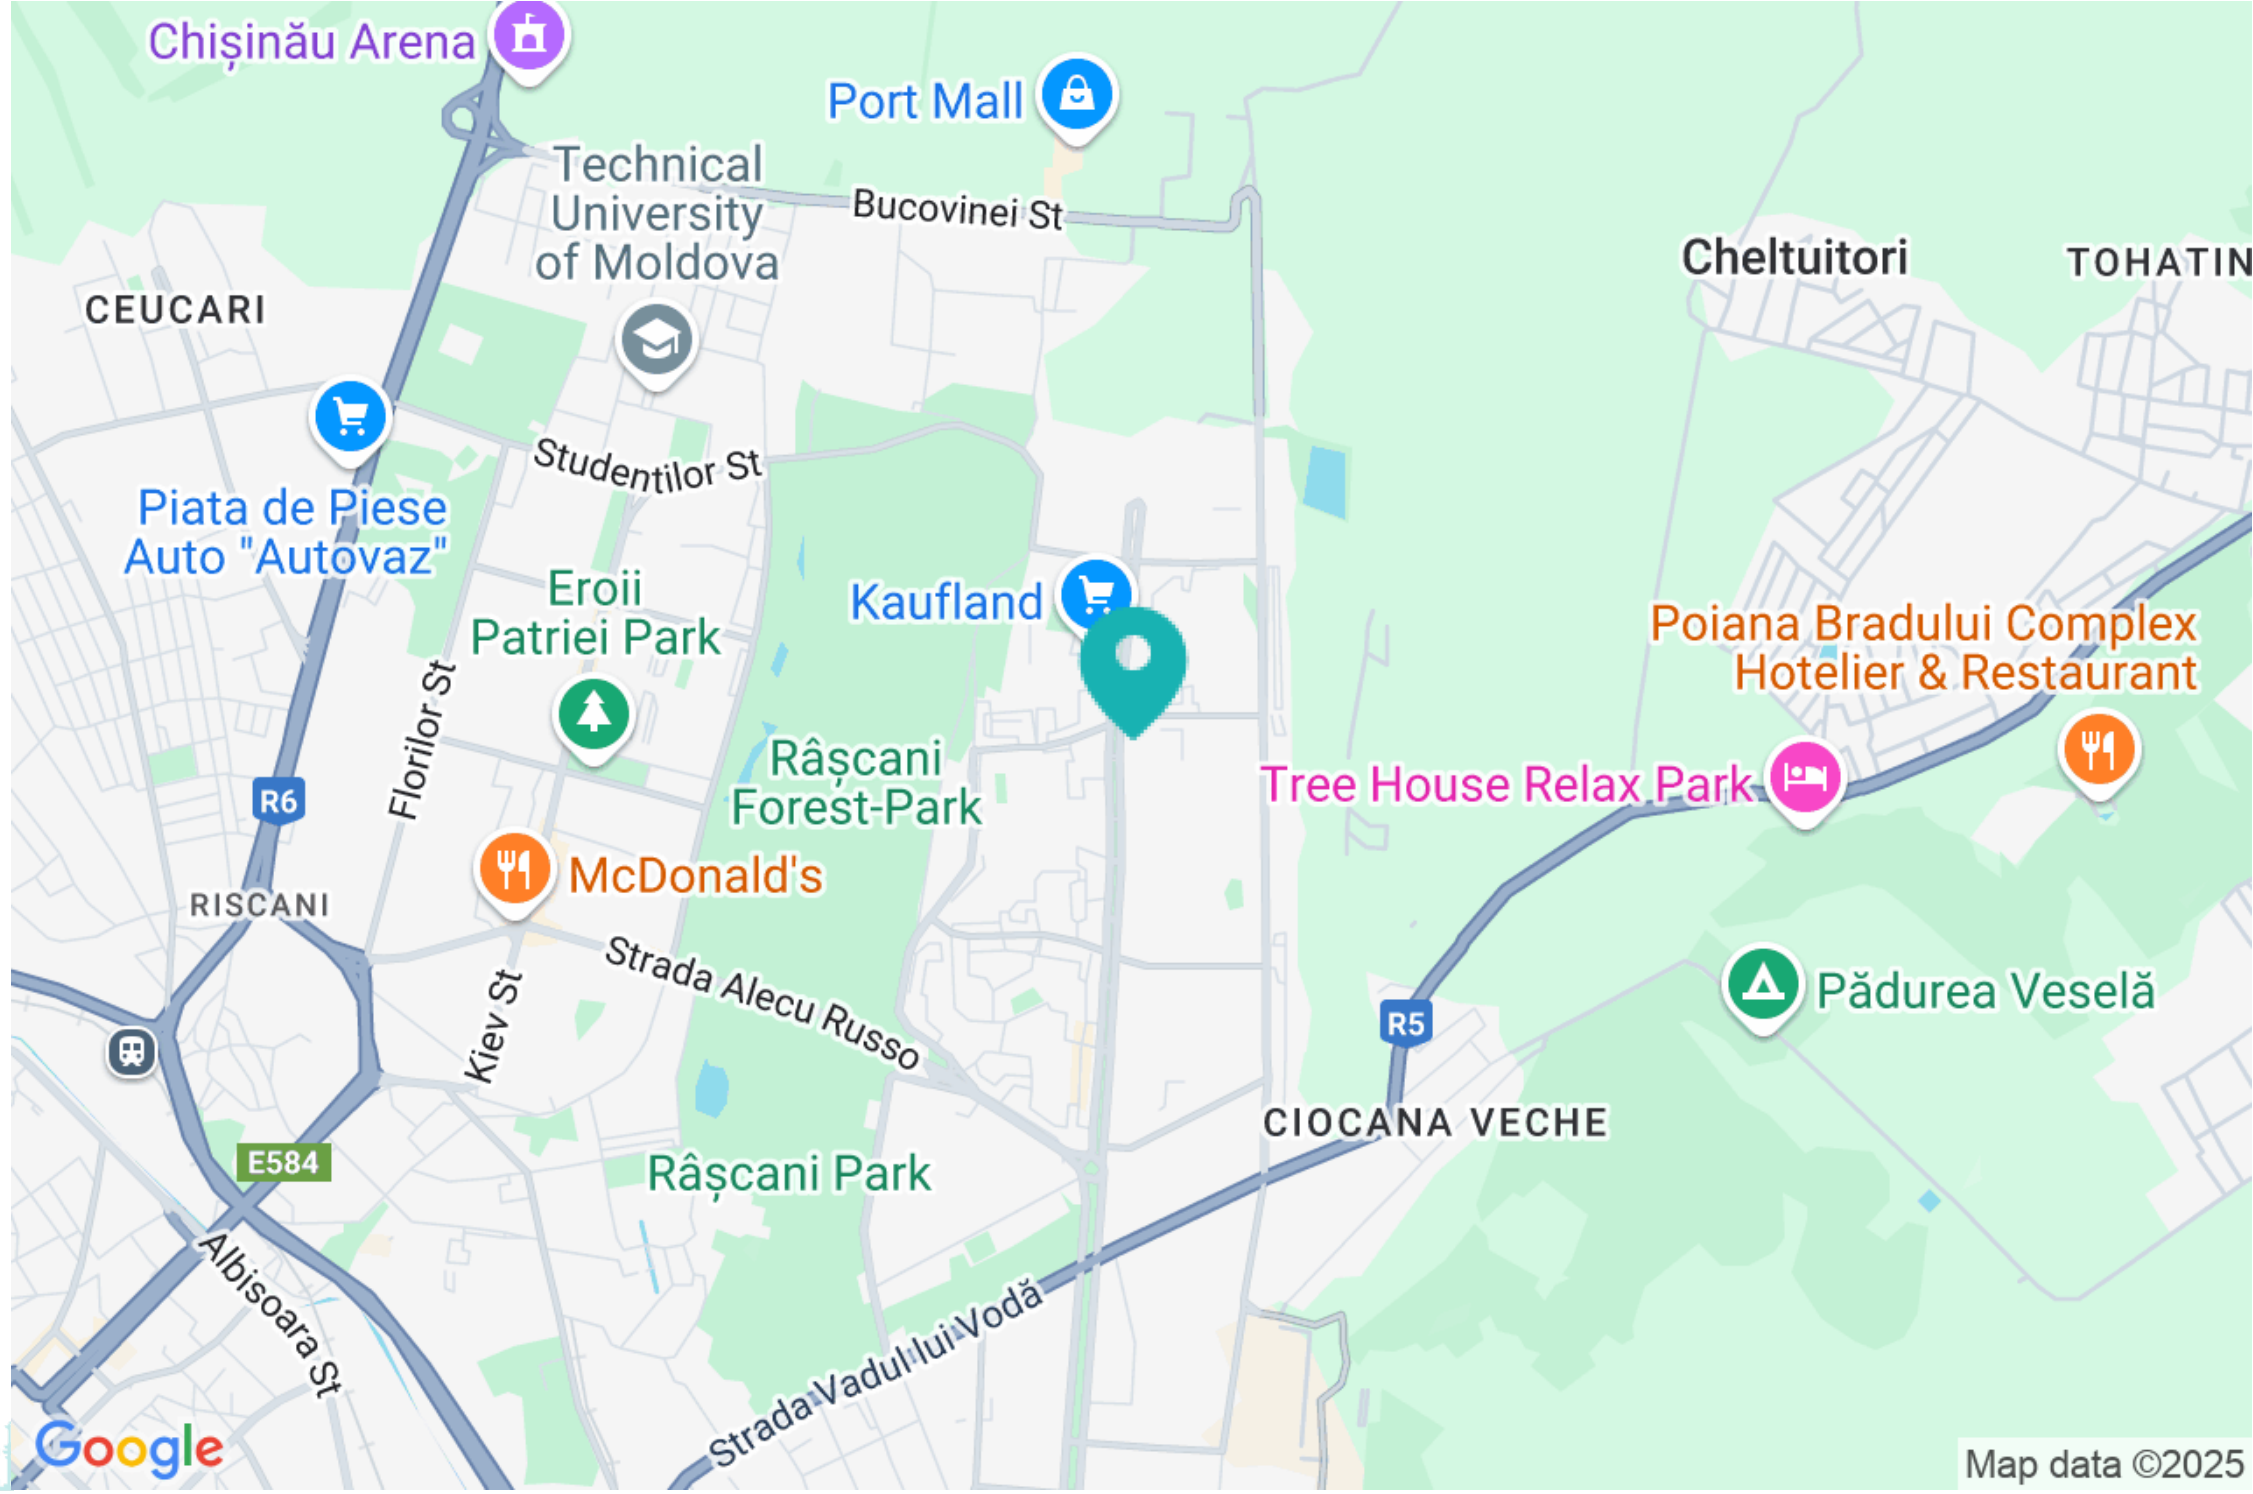 Chișinău Arena
Port Mall
Technical
University
of Moldova
Bucovinei St
Cheltuitori
TOHATIN
CEUCARI
Studentilor St
Piata de Piese
Auto "Autovaz"
Eroii
Patriei Park
Kaufland
Poiana Bradului Complex
Hotelier & Restaurant
Florilor St
Râșcani
Forest-Park
Tree House Relax Park
R6
McDonald's
RISCANI
Strada Alecu Russo
Kiev St
Pădurea Veselă
R5
CIOCANA VECHE
E584
Râșcani Park
Albisoara St
Strada Vadul lui Vodă
Google
Map data ©2025